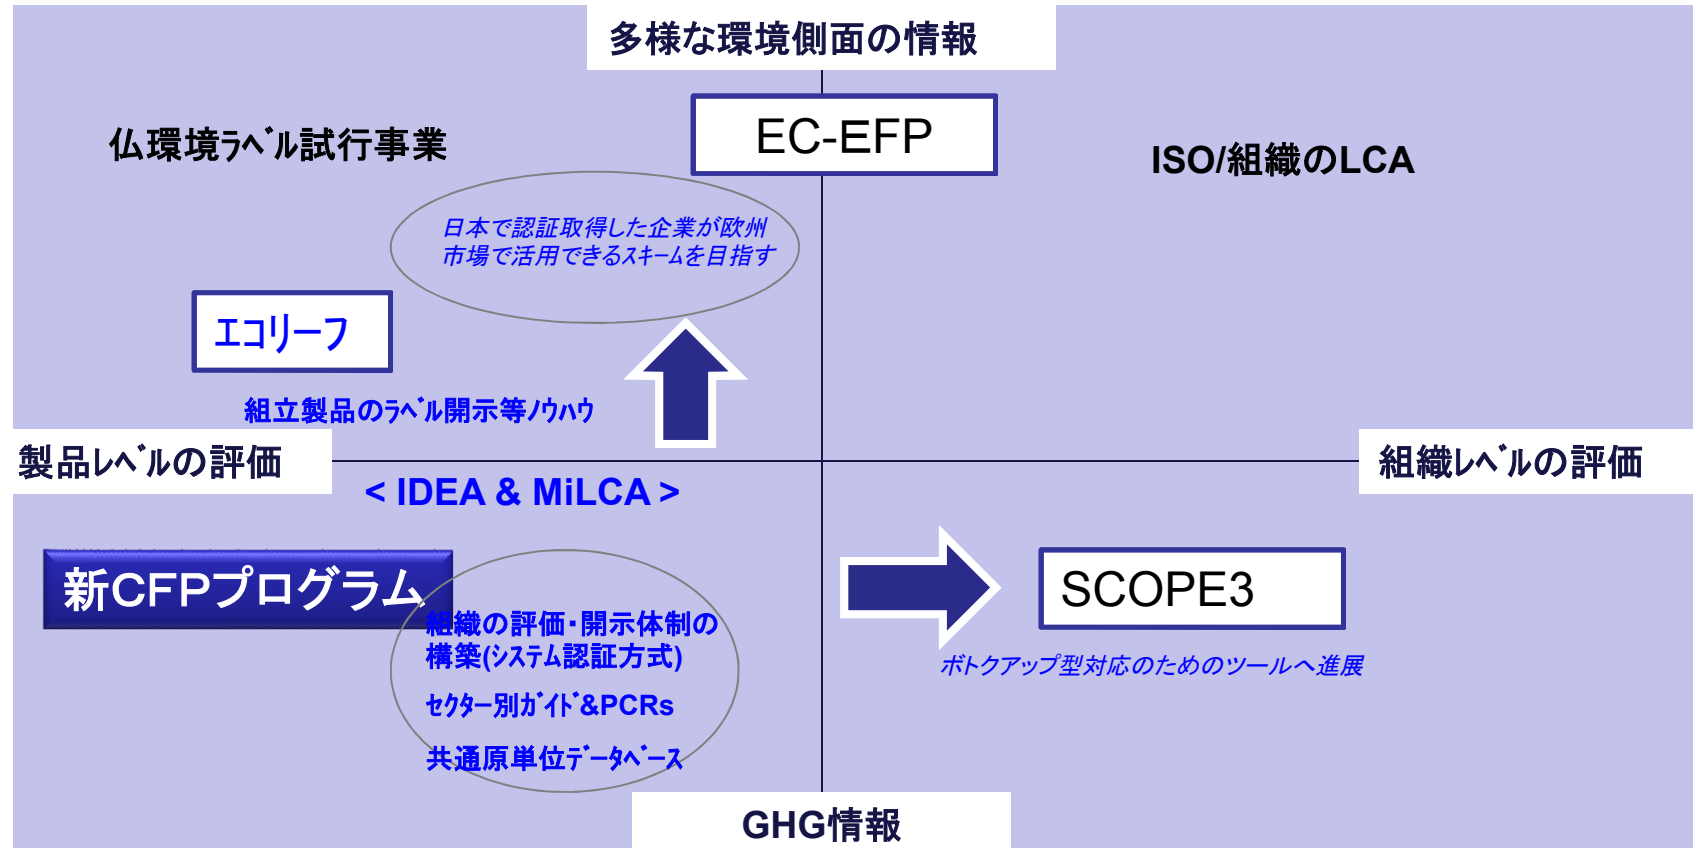 多様な環境側面の情報
仏環境ﾗﾍﾞﾙ試行事業
EC-EFP
ISO/組織のLCA
日本で認証取得した企業が欧州
市場で活用できるｽｷｰﾑを目指す
エコリーフ
組立製品のﾗﾍﾞﾙ開示等ﾉｳﾊｳ
製品ﾚﾍﾞﾙの評価
組織ﾚﾍﾞﾙの評価
< IDEA & MiLCA >
新CFPプログラム
組織の評価・開示体制の
構築(ｼｽﾃﾑ認証方式)
ｾｸﾀｰ別ｶﾞｲﾄﾞ&PCRs
共通原単位ﾃﾞｰﾀﾍﾞｰｽ
SCOPE3
ボトクアップ型対応のためのツールへ進展
GHG情報